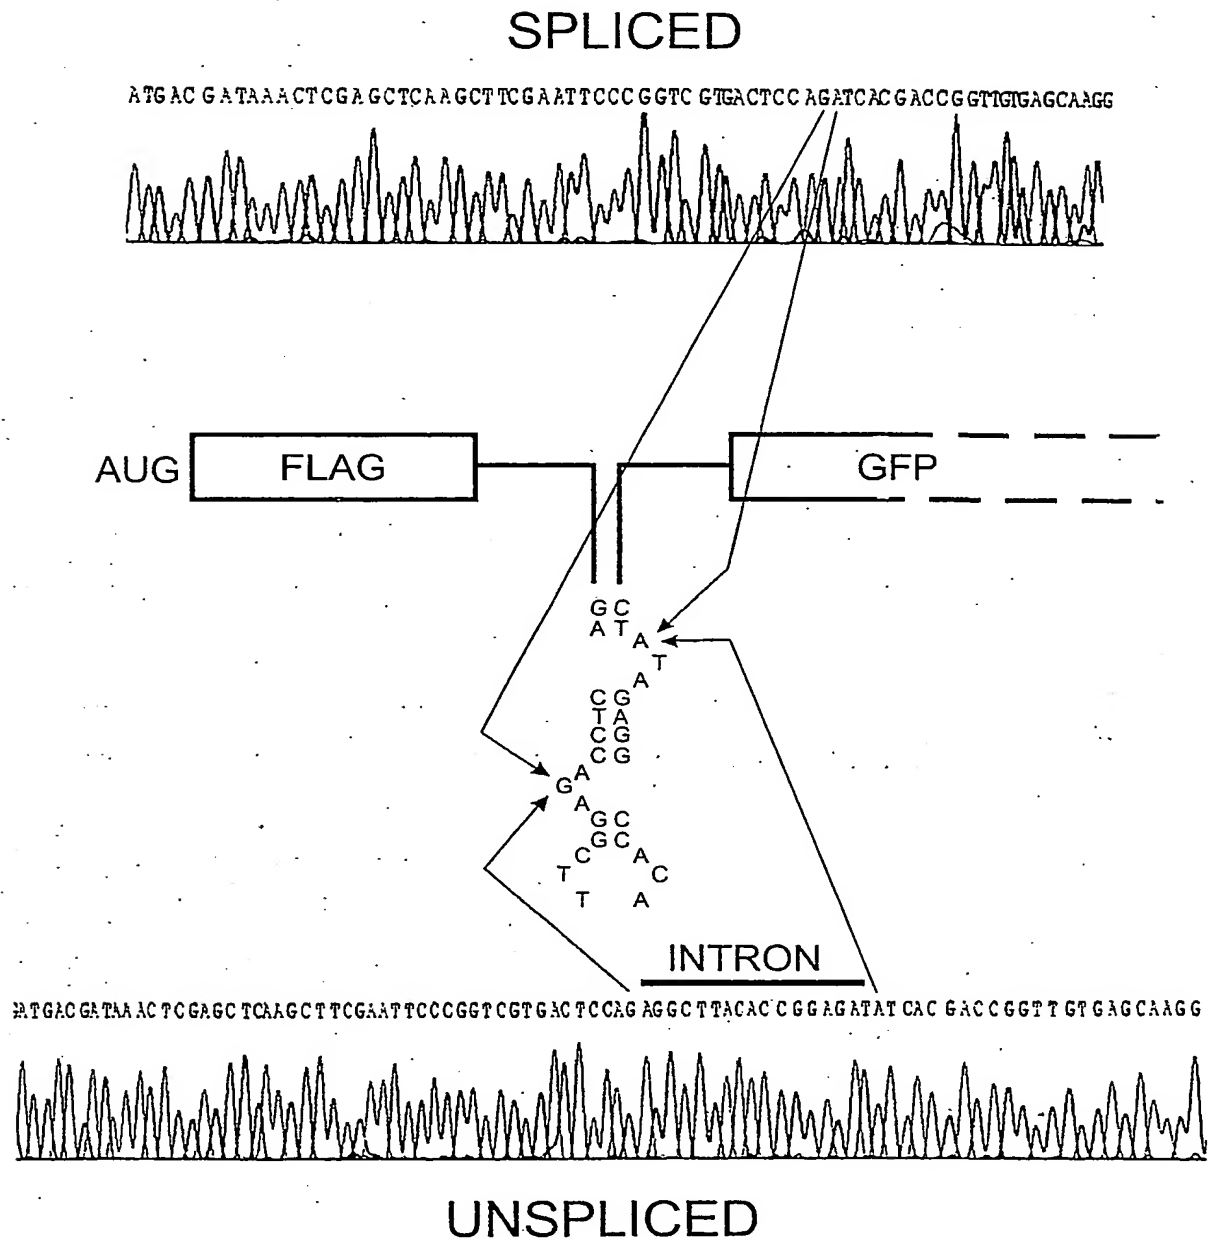 SPLICED
ATGACGATAAACTCGAGCTCAAGCTTCGAATTCCCGGTCGTGACTCCAGATCACGACCGGTTGTGAGCAAGG
AUG FLAG GFP
G C
A T
A
T
A
C G
T A
C G
C G
A
G
A
G C
G C
C A
T C
T A
INTRON
ATGACGATAAACTCGAGCTCAAGCTTCGAATTCCCGGTCGTGACTCCAGAGGCTTACACCGGAGATATCACGACCGGTTGTGAGCAAGG
UNSPLICED